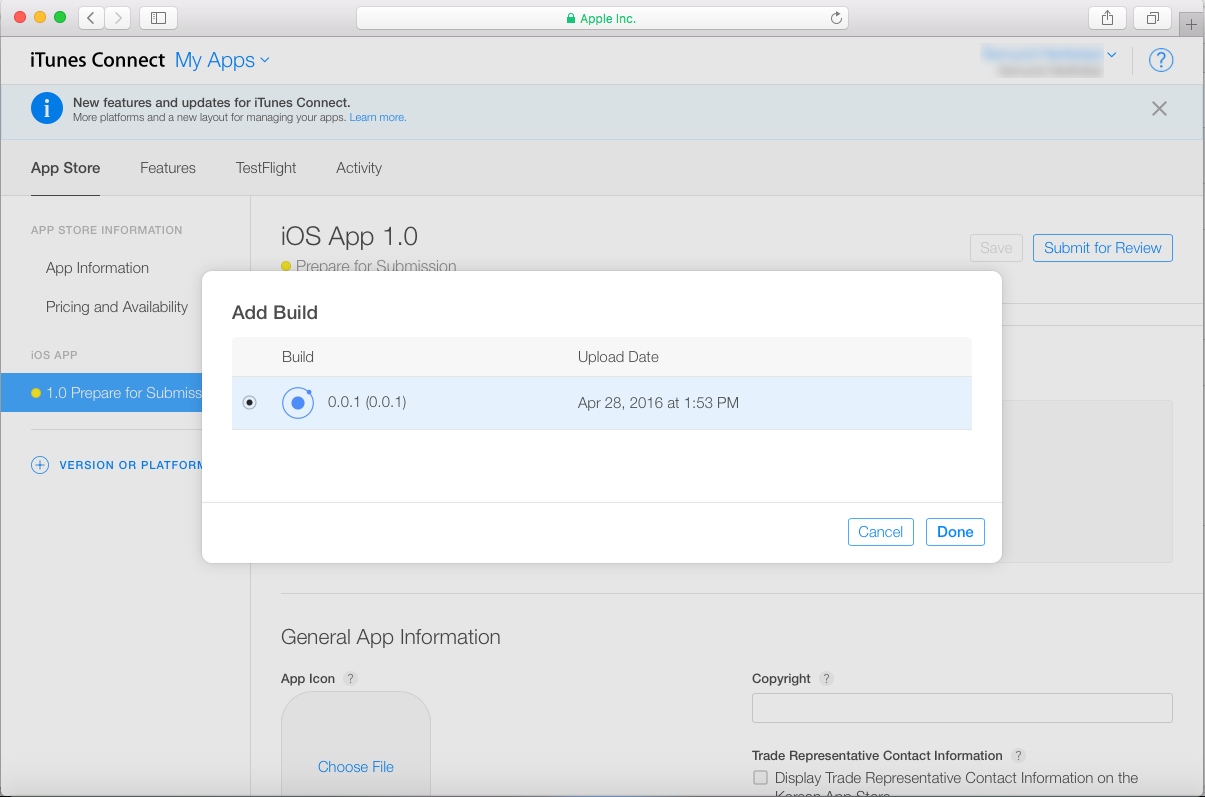 Apple Inc.
iTunes Connect My Apps
?
i
New features and updates for iTunes Connect.
More platforms and a new layout for managing your apps. Learn more.
App Store Features TestFlight Activity
APP STORE INFORMATION
App Information
Pricing and Availability
iOS APP
1.0 Prepare for Submiss
VERSION OR PLATFORM
iOS App 1.0
Prepare for Submission
Save
Submit for Review
Add Build
Build Upload Date
0.0.1 (0.0.1) Apr 28, 2016 at 1:53 PM
Cancel Done
General App Information
App Icon ?
Choose File
Copyright ?
Trade Representative Contact Information ?
Display Trade Representative Contact Information on the
Korean App Store